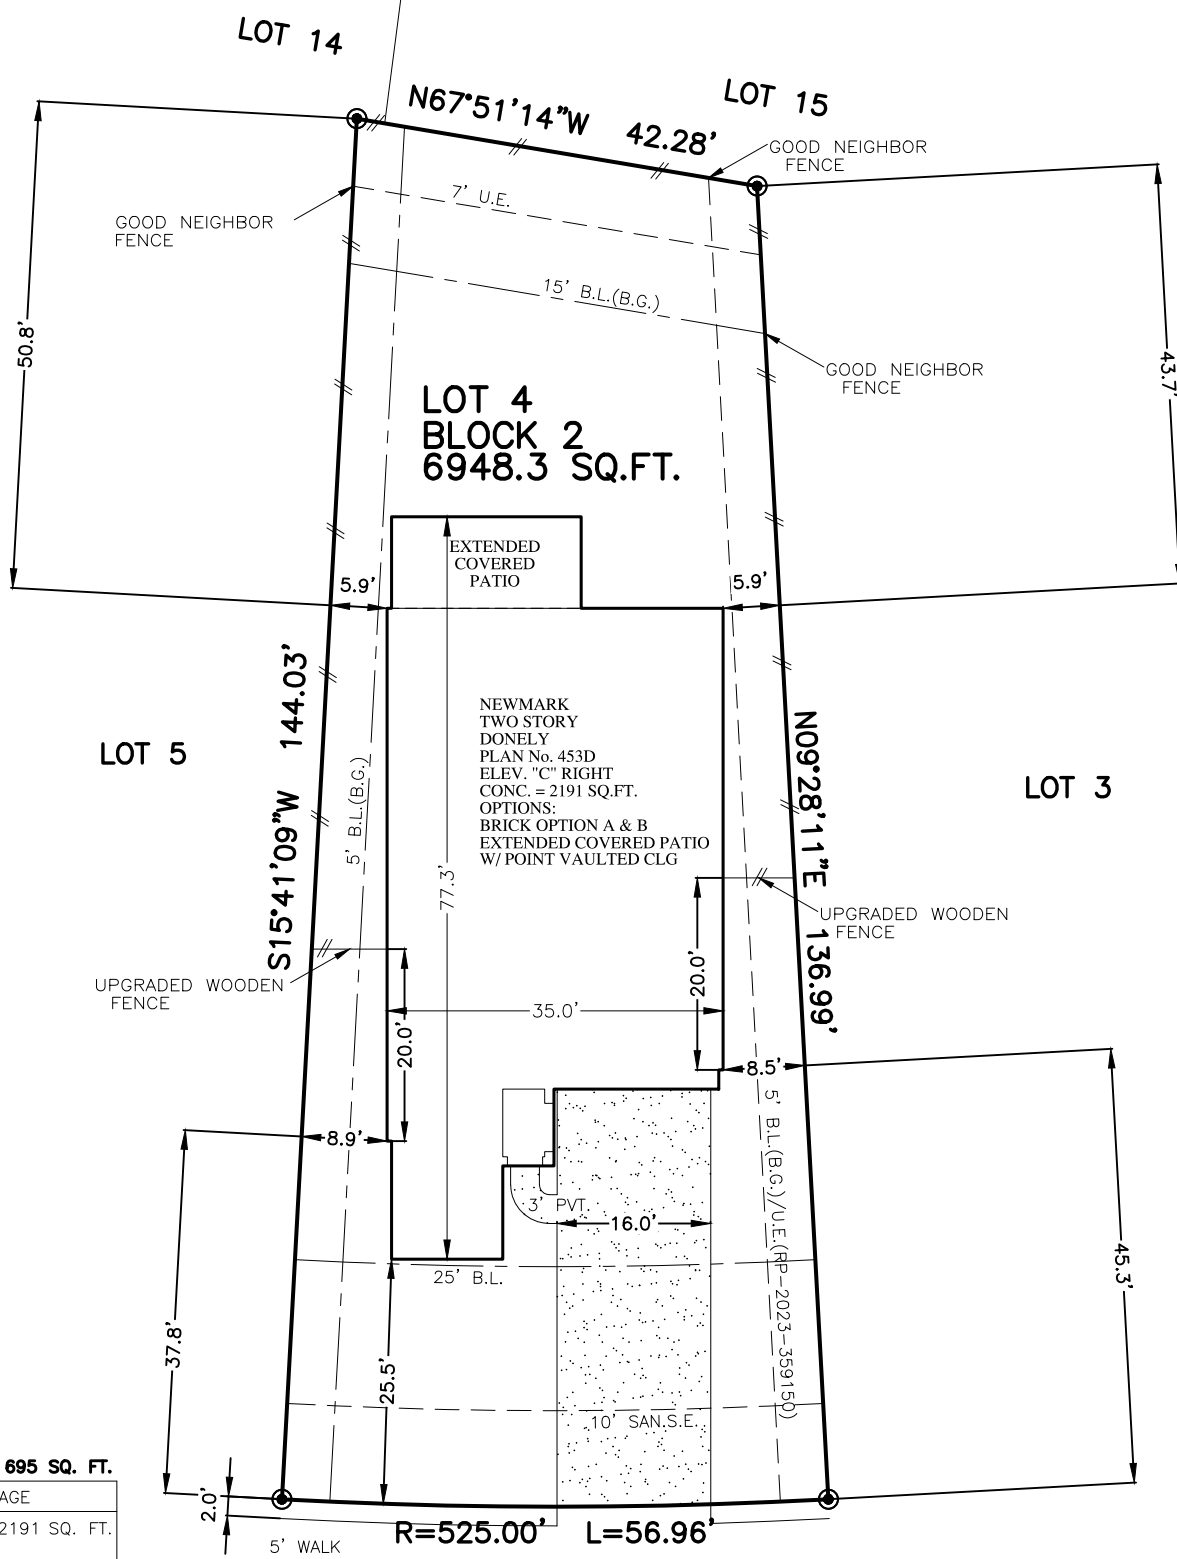 LOT 14
LOT 15
N67°51'14"W 42.28'
GOOD NEIGHBOR
FENCE
7' U.E.
GOOD NEIGHBOR
FENCE
15' B.L.(B.G.)
50.8'
43.7'
GOOD NEIGHBOR
FENCE
LOT 4
BLOCK 2
6948.3 SQ.FT.
EXTENDED
COVERED
PATIO
5.9'
5.9'
S15°41'09"W 144.03'
N09°28'11"E 136.99'
LOT 5
LOT 3
NEWMARK
TWO STORY
DONELY
PLAN No. 453D
ELEV. "C" RIGHT
CONC. = 2191 SQ.FT.
OPTIONS:
BRICK OPTION A & B
EXTENDED COVERED PATIO
W/ POINT VAULTED CLG
5' B.L.(B.G.)
77.3'
UPGRADED WOODEN
FENCE
UPGRADED WOODEN
FENCE
20.0'
35.0'
20.0'
8.5'
8.9'
5' B.L.(B.G.)/U.E.(RP-2023-359150)
3' PVT.
16.0'
25' B.L.
37.8'
45.3'
25.5'
10' SAN.S.E.
695 SQ. FT.
AGE
2191 SQ. FT.
2.0'
5' WALK
R=525.00' L=56.96'